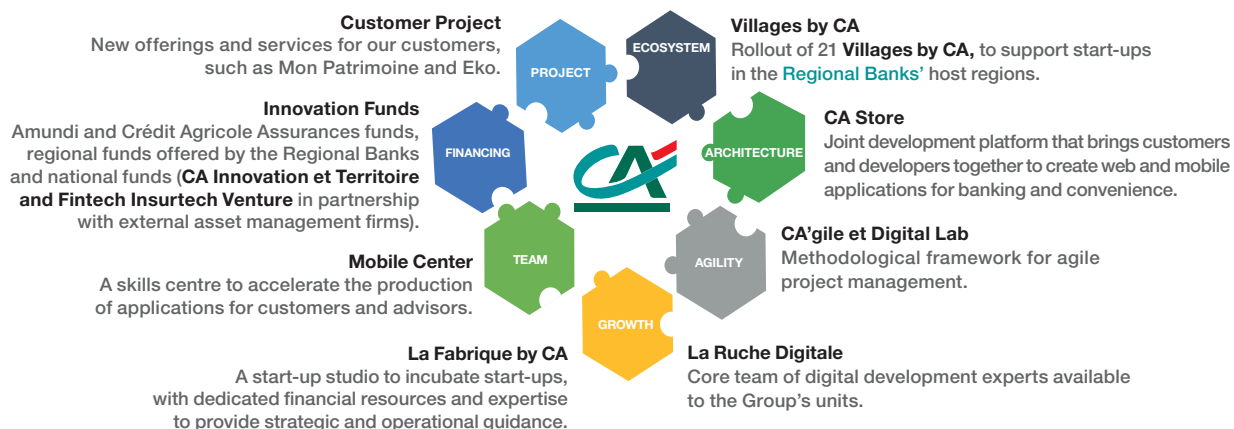 Customer Project
New offerings and services for our customers,
such as Mon Patrimoine and Eko.
PROJECT
ECOSYSTEM
Villages by CA
Rollout of 21 Villages by CA, to support start-ups
in the Regional Banks’ host regions.
Innovation Funds
Amundi and Crédit Agricole Assurances funds,
regional funds offered by the Regional Banks
and national funds (CA Innovation et Territoire
and Fintech Insurtech Venture in partnership
with external asset management firms).
FINANCING
CA
ARCHITECTURE
CA Store
Joint development platform that brings customers
and developers together to create web and mobile
applications for banking and convenience.
Mobile Center
A skills centre to accelerate the production
of applications for customers and advisors.
TEAM
AGILITY
CA’gile et Digital Lab
Methodological framework for agile
project management.
GROWTH
La Fabrique by CA
A start-up studio to incubate start-ups,
with dedicated financial resources and expertise
to provide strategic and operational guidance.
La Ruche Digitale
Core team of digital development experts available
to the Group’s units.